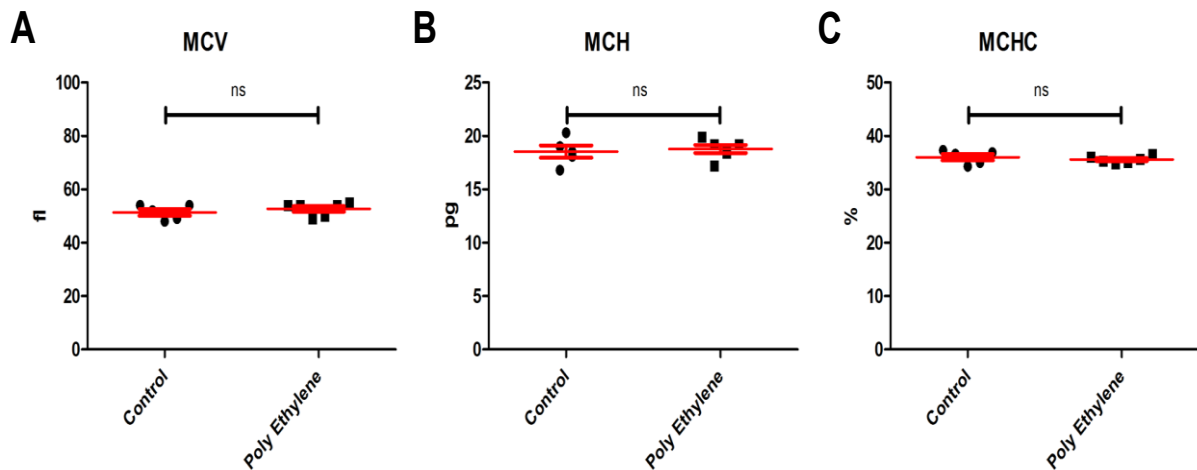 A
MCV
100
80
60
40
20
0
fl
ns
Control
Poly Ethylene
B
MCH
25
20
15
10
5
0
pg
ns
Control
Poly Ethylene
C
MCHC
50
40
30
20
10
0
%
ns
Control
Poly Ethylene